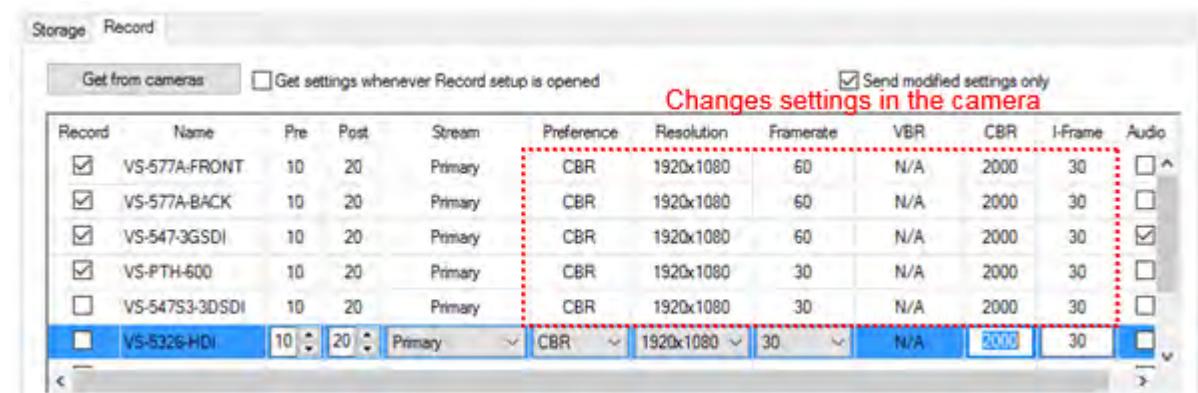 Storage Record
Get from cameras Get settings whenever Record setup is opened Send modified settings only
Changes settings in the camera
Record Name Pre Post Stream Preference Resolution Framerate VBR CBR I-Frame Audio
VS-577A-FRONT 10 20 Primary CBR 1920x1080 60 N/A 2000 30
VS-577A-BACK 10 20 Primary CBR 1920x1080 60 N/A 2000 30
VS-547-3GSDI 10 20 Primary CBR 1920x1080 60 N/A 2000 30
VS-PTH-600 10 20 Primary CBR 1920x1080 30 N/A 2000 30
VS-547S3-3DSDI 10 20 Primary CBR 1920x1080 30 N/A 2000 30
VS-5326-HDI 10 20 Primary CBR 1920x1080 30 N/A 2000 30